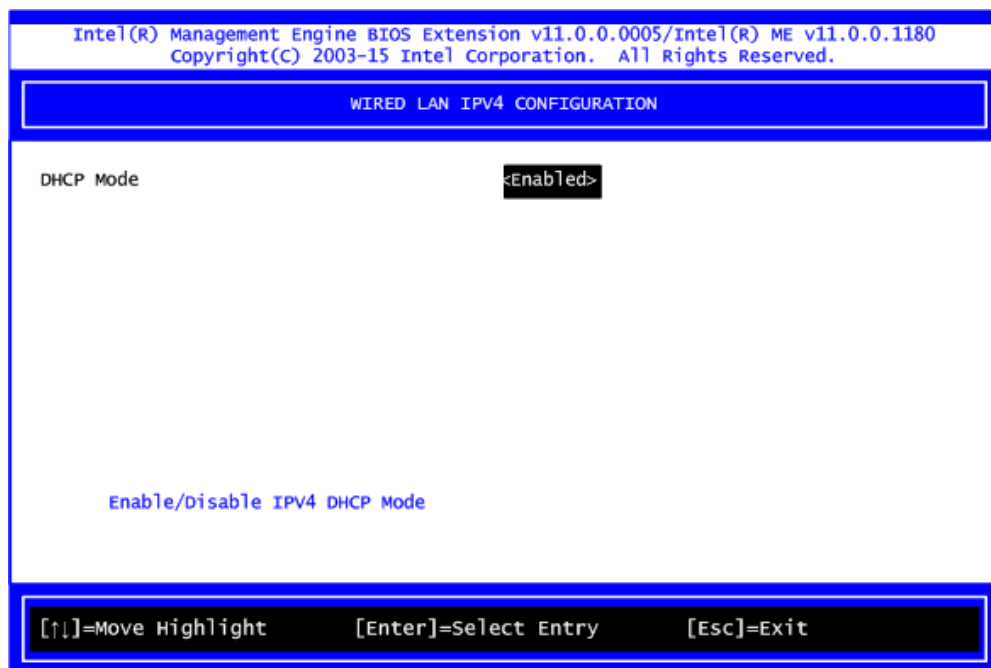 Intel(R) Management Engine BIOS Extension v11.0.0.0005/Intel(R) ME v11.0.0.1180
Copyright(C) 2003-15 Intel Corporation. All Rights Reserved.
WIRED LAN IPV4 CONFIGURATION
DHCP Mode <Enabled>
Enable/Disable IPV4 DHCP Mode
[↑↓]=Move Highlight [Enter]=Select Entry [Esc]=Exit